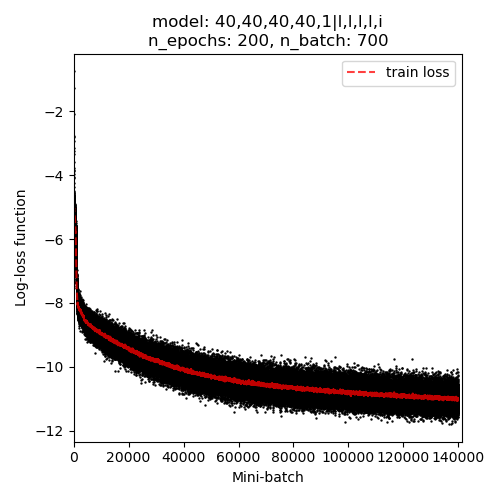 model: 40,40,40,40,1|l,l,l,l,i
n_epochs: 200, n_batch: 700
train loss
Log-loss function
−2
−4
−6
−8
−10
−12
0 20000 40000 60000 80000 100000 120000 140000
Mini-batch